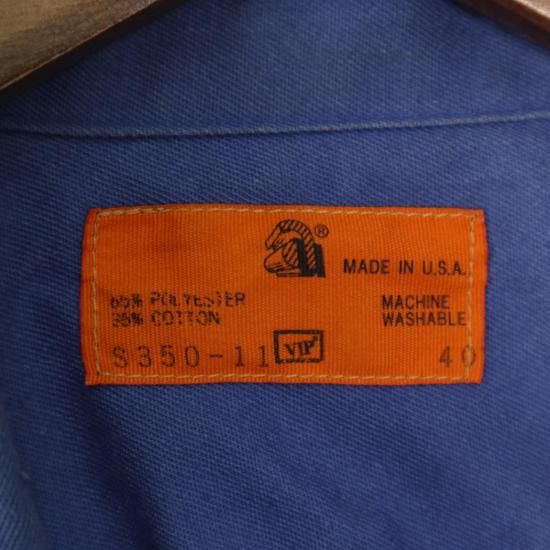 ®
MADE IN U.S.A.
65% POLYESTER
35% COTTON
MACHINE
WASHABLE
S350-11 VIP 40